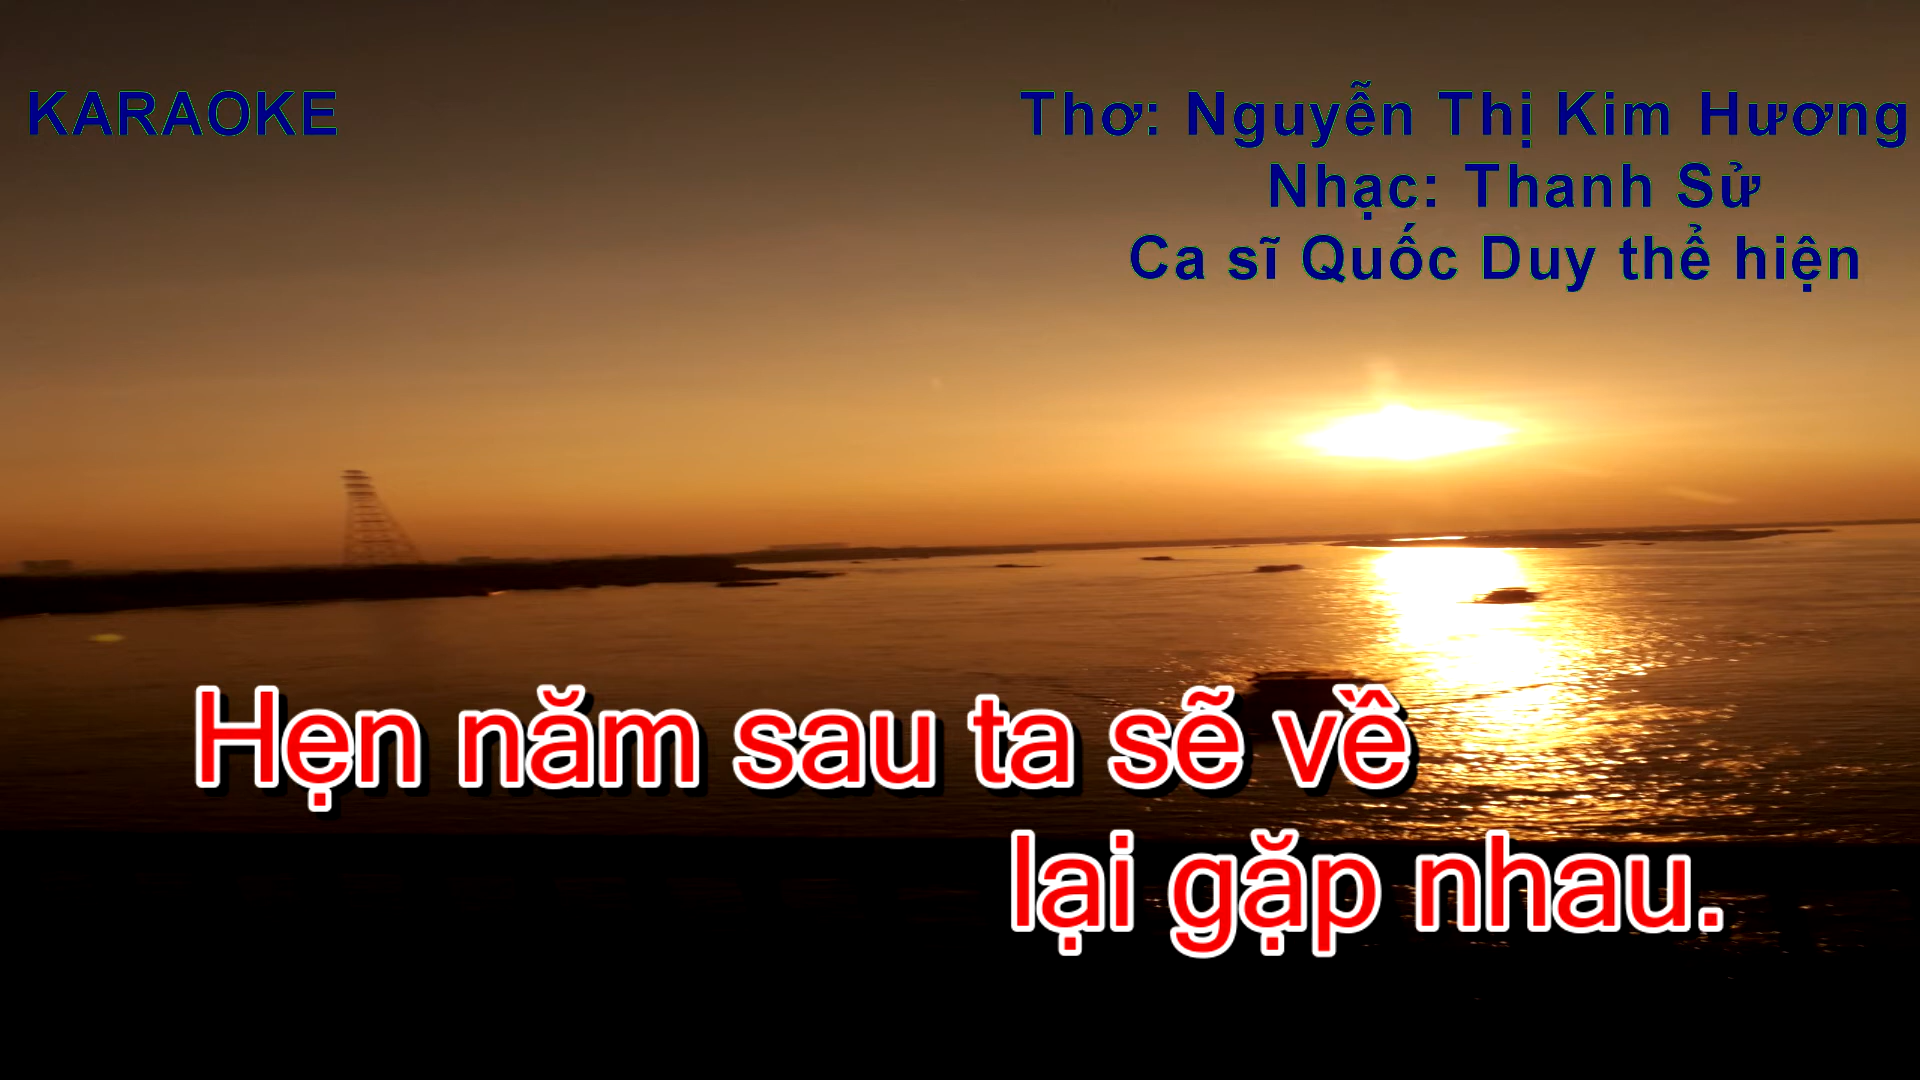 KARAOKE
Thơ: Nguyễn Thị Kim Hương
Nhạc: Thanh Sử
Ca sĩ Quốc Duy thể hiện
Hẹn năm sau ta sẽ về
lại gặp nhau.